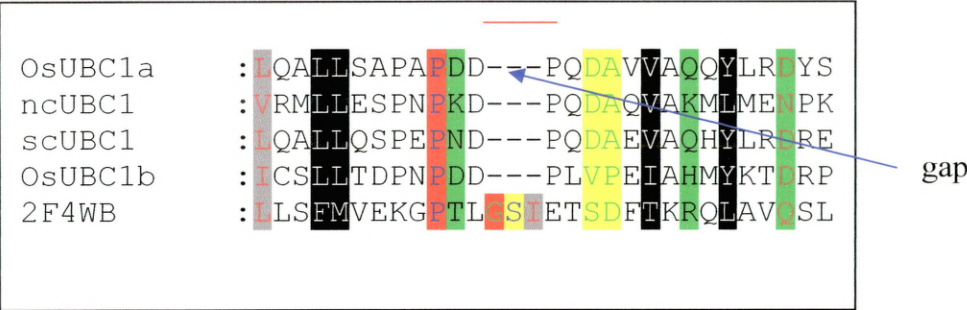 OsUBC1a :LQALLSAPAPDD---PQDAVVAQQYLRDYS
ncUBC1 :VRMLLESPNPKD---PQDAQVAKMLMENPK
scUBC1 :LQALLQSPEPND---PQDAEVAQHYLRDRE
OsUBC1b :ICSLLTDPNPDD---PLVPEIAHMYKTDRP
2F4WB :LLSFMVEKGPTLGSIETSDFTKRQLAVQSL
gap